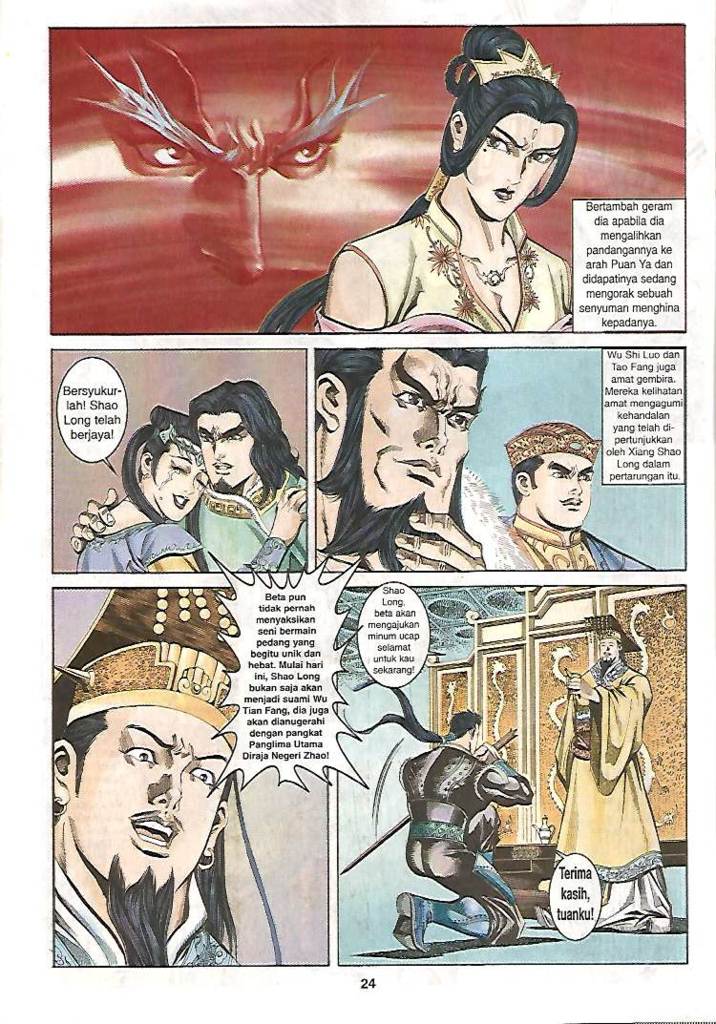 Bertambah geram
dia apabila dia
mengalihkan
pandangannya ke
arah Puan Ya dan
didapatinya sedang
mengorak sebuah
senyuman menghina
kepadanya.
Bersyukur-
lah! Shao
Long telah
berjaya!
Wu Shi Luo dan
Tao Fang juga
amat gembira.
Mereka kelihatan
amat mengagumi
kehandalan
yang telah di-
pertunjukkan
oleh Xiang Shao
Long dalam
pertarungan itu.
Beta pun
tidak pernah
menyaksikan
seni bermain
pedang yang
begitu unik dan
hebat. Mulai hari
ini, Shao Long
bukan saja akan
menjadi suami Wu
Tian Fang, dia juga
akan dianugerahi
dengan pangkat
Panglima Utama
Diraja Negeri Zhao!
Shao
Long,
beta akan
mengajukan
minum ucap
selamat
untuk kau
sekarang!
Terima
kasih,
tuanku!
24